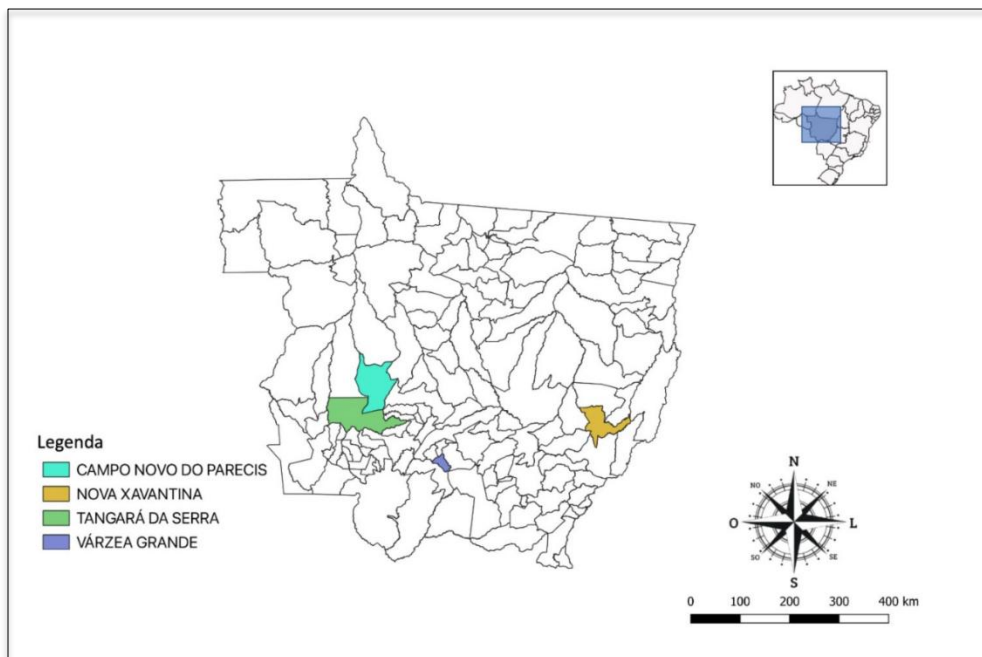 Legenda
CAMPO NOVO DO PARECIS
NOVA XAVANTINA
TANGARÁ DA SERRA
VÁRZEA GRANDE
N
NO NE
O L
SO SE
S
0 100 200 300 400 km